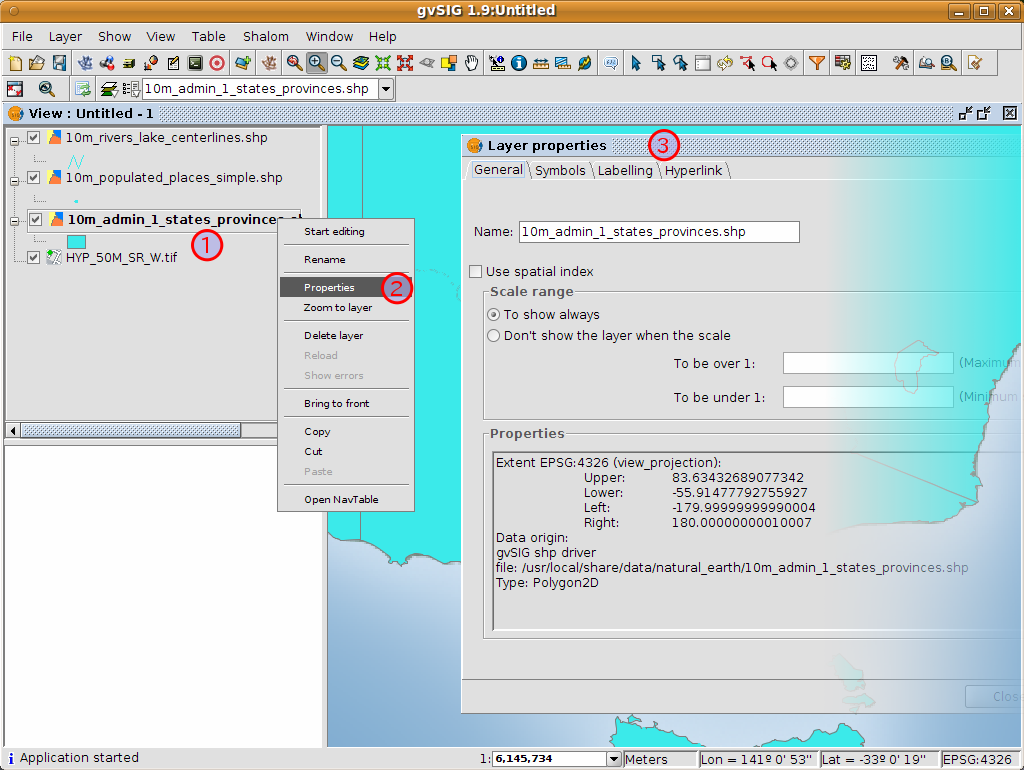 gvSIG 1.9:Untitled
File Layer Show View Table Shalom Window Help
10m_admin_1_states_provinces.shp
View : Untitled - 1
10m_rivers_lake_centerlines.shp
10m_populated_places_simple.shp
10m_admin_1_states_provinces.sh
1
HYP_50M_SR_W.tif
Start editing
Rename
Properties
2
Zoom to layer
Delete layer
Reload
Show errors
Bring to front
Copy
Cut
Paste
Open NavTable
Layer properties
3
General Symbols Labelling Hyperlink
Name: 10m_admin_1_states_provinces.shp
Use spatial index
Scale range
To show always
Don't show the layer when the scale
To be over 1: (Maximum
To be under 1: (Minimum
Properties
Extent EPSG:4326 (view_projection):
Upper: 83.63432689077342
Lower: -55.91477792755927
Left: -179.99999999990004
Right: 180.00000000010007
Data origin:
gvSIG shp driver
file: /usr/local/share/data/natural_earth/10m_admin_1_states_provinces.shp
Type: Polygon2D
Close
Application started
1: 6,145,734
Meters
Lon = 141º 0' 53"
Lat = -33º 0' 19"
EPSG:4326